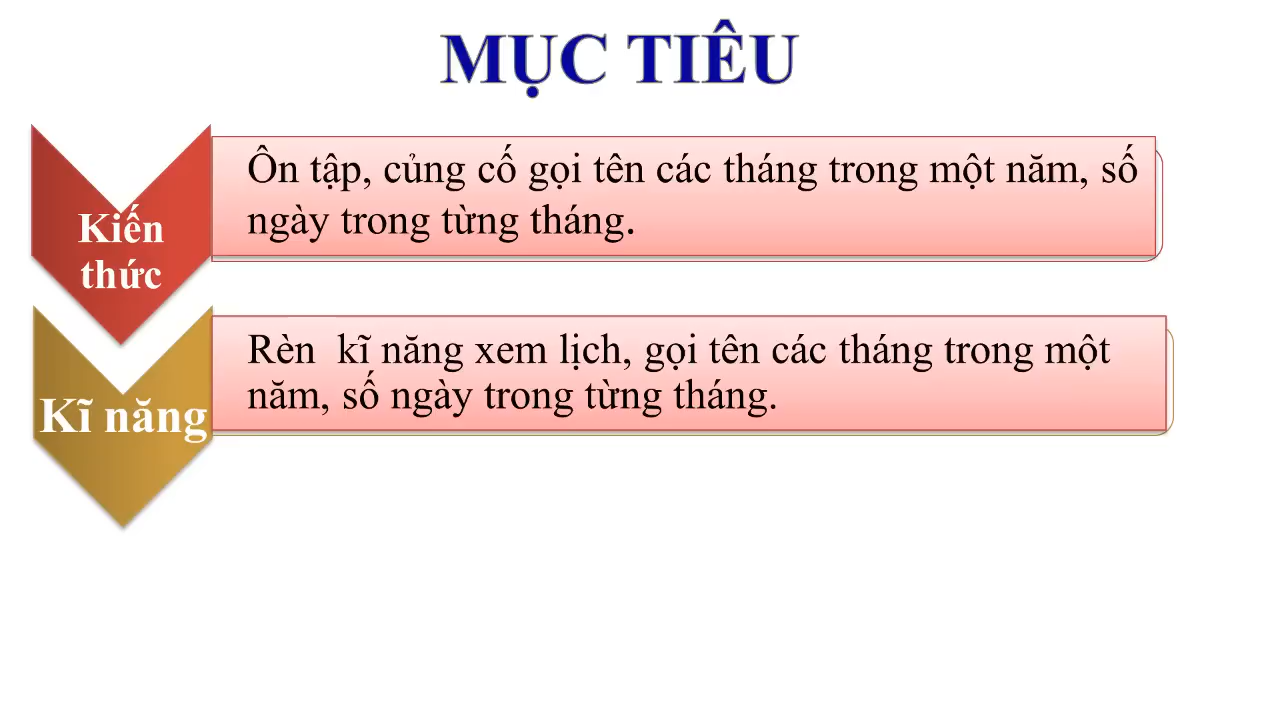 MỤC TIÊU
Kiến
thức
Ôn tập, củng cố gọi tên các tháng trong một năm, số
ngày trong từng tháng.
Kĩ năng
Rèn  kĩ năng xem lịch, gọi tên các tháng trong một
năm, số ngày trong từng tháng.